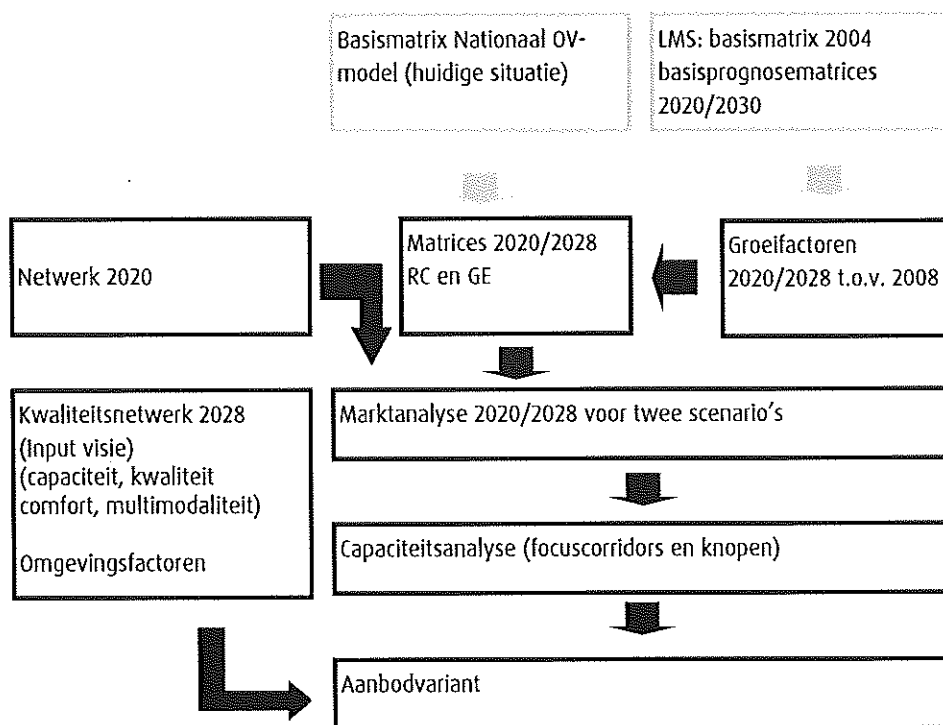 Basismatrix Nationaal OV-
model (huidige situatie)
LMS: basismatrix 2004
basisprognosematrices
2020/2030
Netwerk 2020
Matrices 2020/2028
RC en GE
Groeifactoren
2020/2028 t.o.v. 2008
Kwaliteitsnetwerk 2028
(Input visie)
(capaciteit, kwaliteit
comfort, multimodaliteit)
Omgevingsfactoren
Marktanalyse 2020/2028 voor twee scenario's
Capaciteitsanalyse (focuscorridors en knopen)
Aanbodvariant